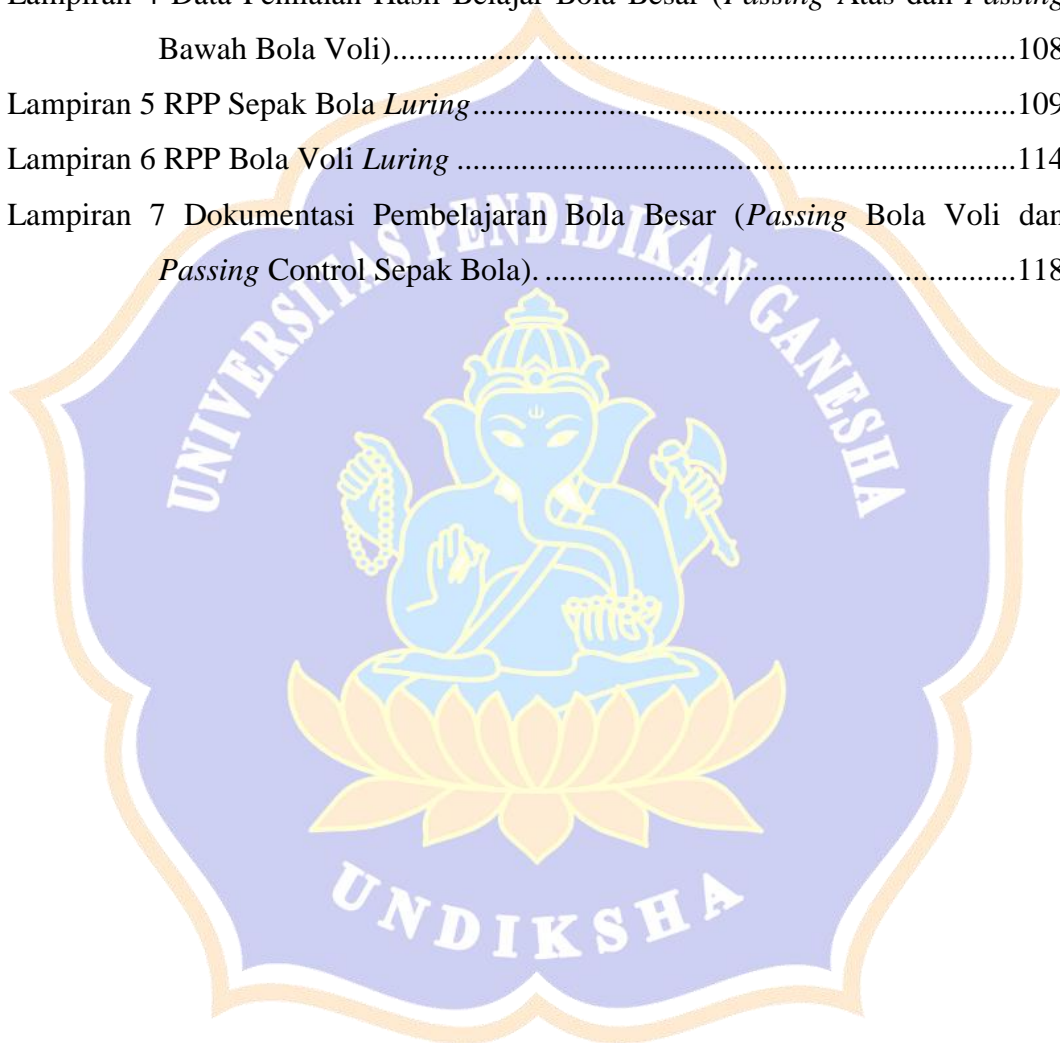 Lampiran 4 Data Penilaian Hasil Belajar Bola Besar (Passing Atas dan Passing
Bawah Bola Voli)......................................................................................108
Lampiran 5 RPP Sepak Bola Luring...........................................................................109
Lampiran 6 RPP Bola Voli Luring .............................................................................114
Lampiran 7 Dokumentasi Pembelajaran Bola Besar (Passing Bola Voli dan
Passing Control Sepak Bola). .................................................................118
UNIVERSITAS PENDIDIKAN GANESHA
UNDIKSHA